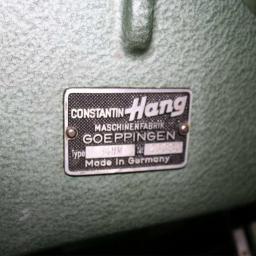 CONSTANTIN Hang
MASCHINENFABRIK
GOEPPINGEN
Type
Made in Germany